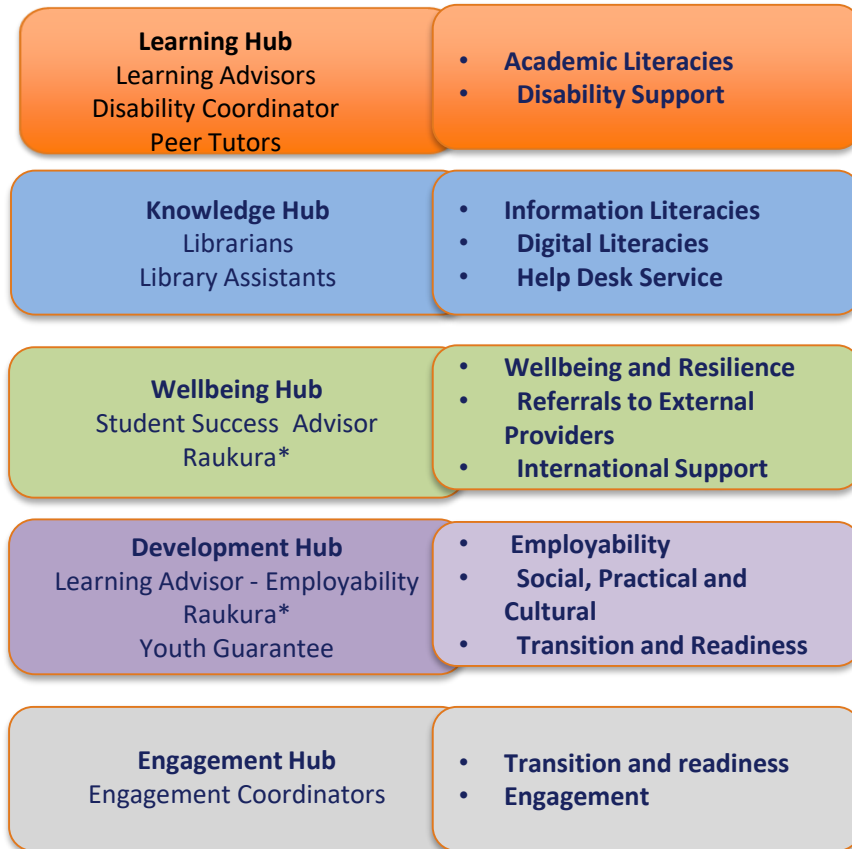 Learning Hub
Learning Advisors
Disability Coordinator
Peer Tutors
• Academic Literacies
• Disability Support
Knowledge Hub
Librarians
Library Assistants
• Information Literacies
• Digital Literacies
• Help Desk Service
Wellbeing Hub
Student Success Advisor
Raukura*
• Wellbeing and Resilience
• Referrals to External
Providers
• International Support
Development Hub
Learning Advisor - Employability
Raukura*
Youth Guarantee
• Employability
• Social, Practical and
Cultural
• Transition and Readiness
Engagement Hub
Engagement Coordinators
• Transition and readiness
• Engagement